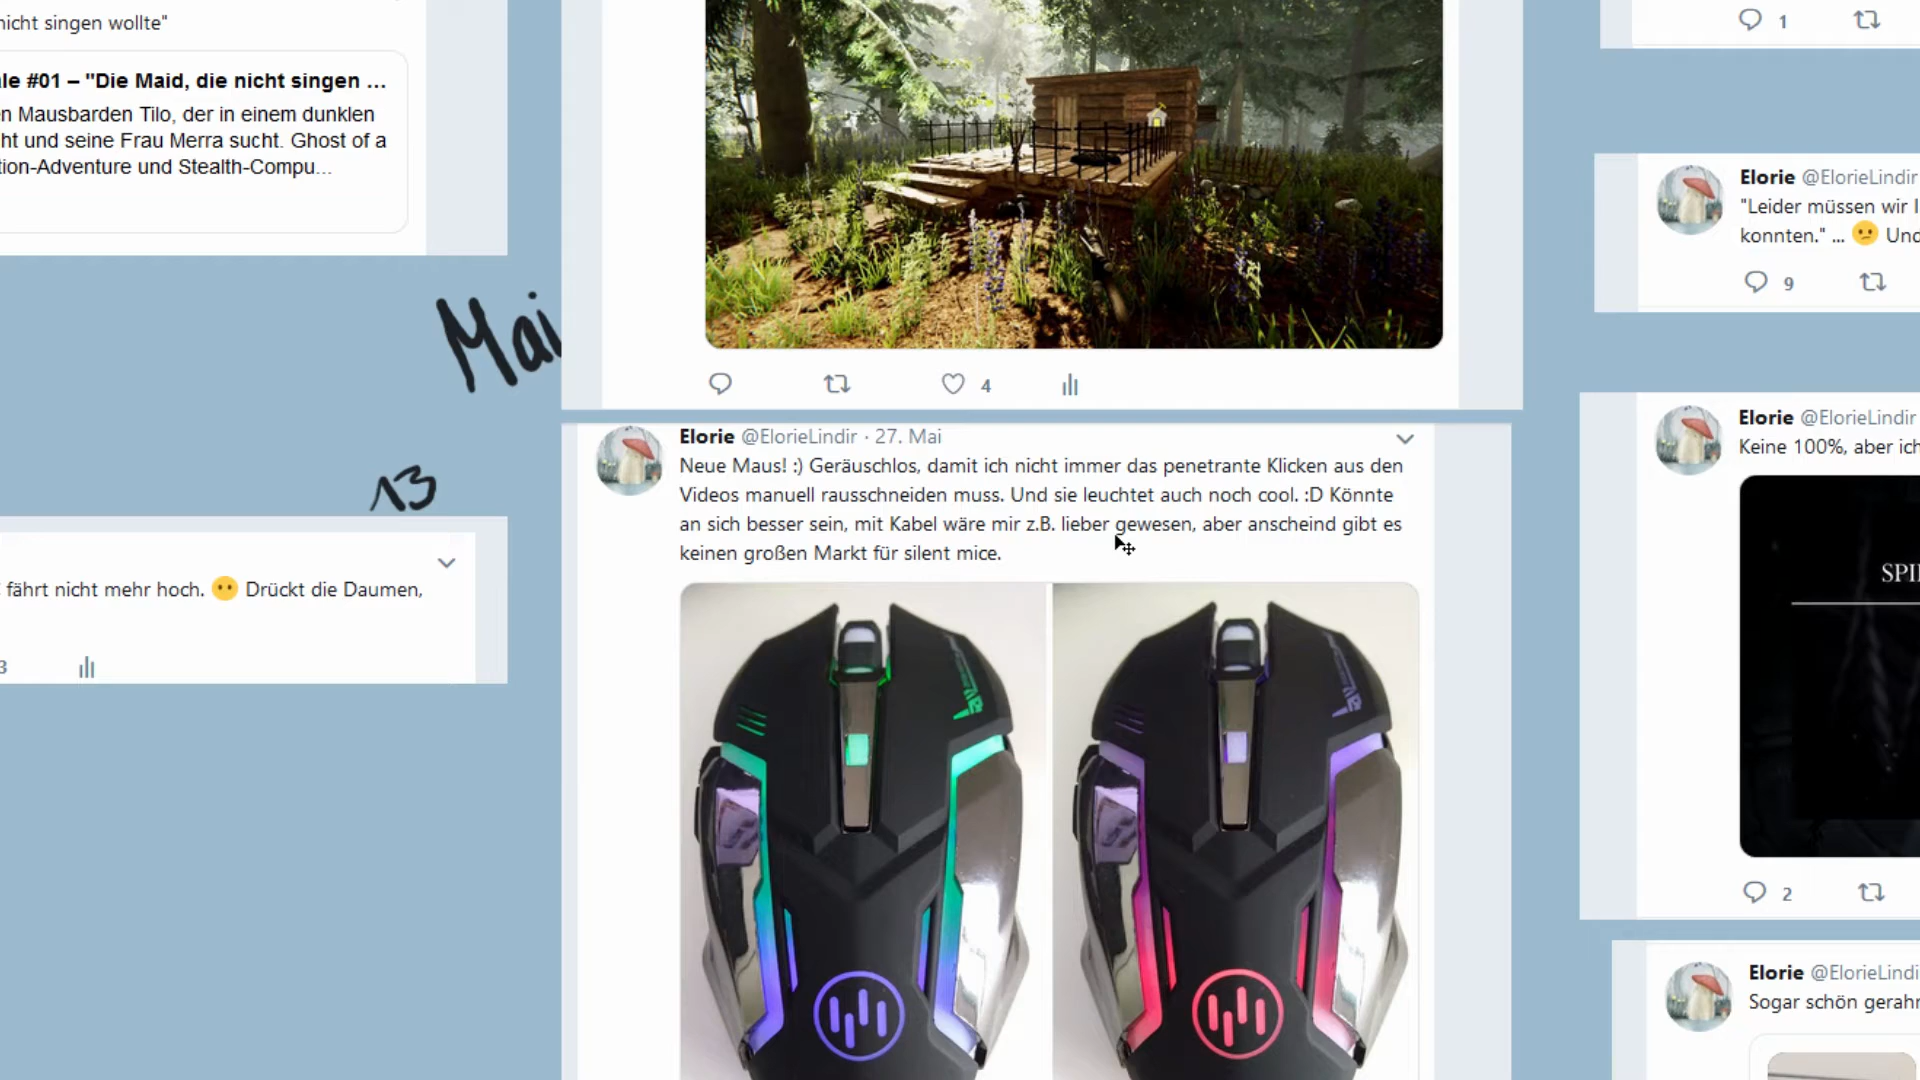 nicht singen wollte"
le #01 – "Die Maid, die nicht singen ...
n Mausbarden Tilo, der in einem dunklen
ht und seine Frau Merra sucht. Ghost of a
tion-Adventure und Stealth-Compu...
Mai
13
fährt nicht mehr hoch. 😶 Drückt die Daumen,
3
4
Elorie @ElorieLindir · 27. Mai
Neue Maus! :) Geräuschlos, damit ich nicht immer das penetrante Klicken aus den
Videos manuell rausschneiden muss. Und sie leuchtet auch noch cool. :D Könnte
an sich besser sein, mit Kabel wäre mir z.B. lieber gewesen, aber anscheind gibt es
keinen großen Markt für silent mice.
1
Elorie @ElorieLindir
"Leider müssen wir I
konnten." ... 😕 Und
9
Elorie @ElorieLindir
Keine 100%, aber ich
SPI
2
Elorie @ElorieLindi
Sogar schön gerahm